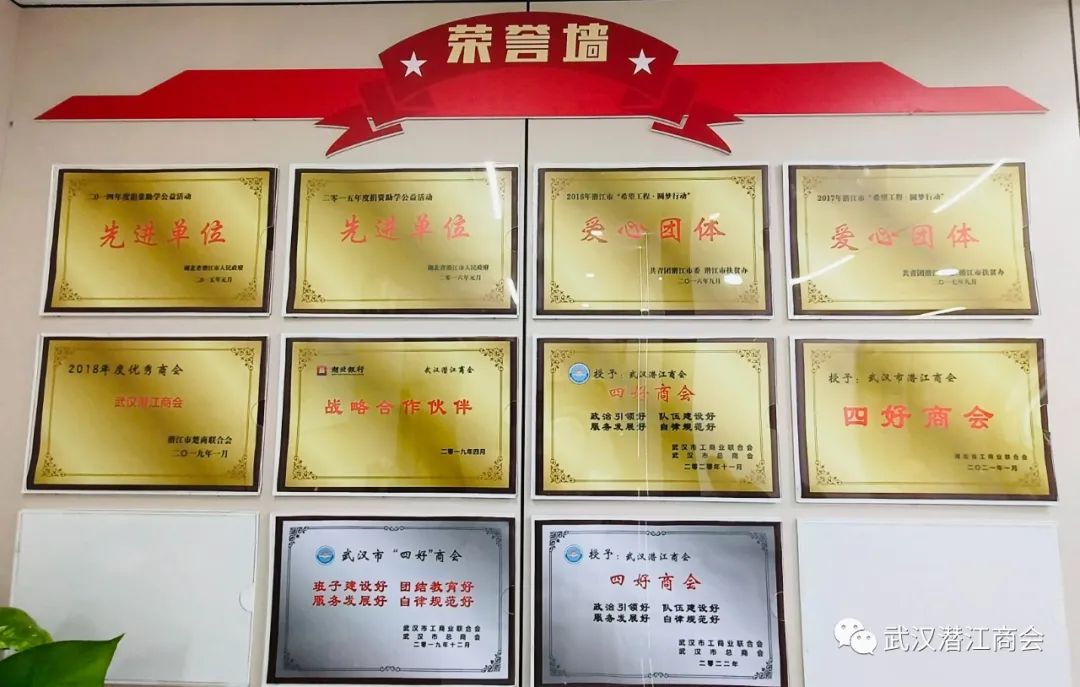 荣誉墙
二〇一四年度捐资助学公益活动
先进单位
湖北省潜江市人民政府
二〇一五年元月
二零一五年度捐资助学公益活动
先进单位
湖北省潜江市人民政府
二零一六年元月
2016年潜江市“希望工程·圆梦行动”
爱心团体
共青团潜江市委 潜江市扶贫办
二〇一六年九月
2017年潜江市“希望工程·圆梦行动”
爱心团体
共青团潜江 潜江市扶贫办
二〇一七年九月
2018年度优秀商会
武汉潜江商会
潜江市楚商联合会
二〇一九年一月
湖北银行 武汉潜江商会
战略合作伙伴
二零一九年四月
授予：武汉潜江商会
四好商会
政治引领好 队伍建设好
服务发展好 自律规范好
武汉市工商业联合会
武汉市总商会
二零二零年十一月
授予：武汉市潜江商会
四好商会
湖北省工商业联合会
二〇二一年一月
武汉市“四好”商会
班子建设好 团结教育好
服务发展好 自律规范好
武汉市工商业联合会
武汉市总商会
二零一九年十二月
授予：武汉潜江商会
四好商会
政治引领好 队伍建设好
服务发展好 自律规范好
武汉市工商业联合会
武汉市总商会
二零二二年
武汉潜江商会